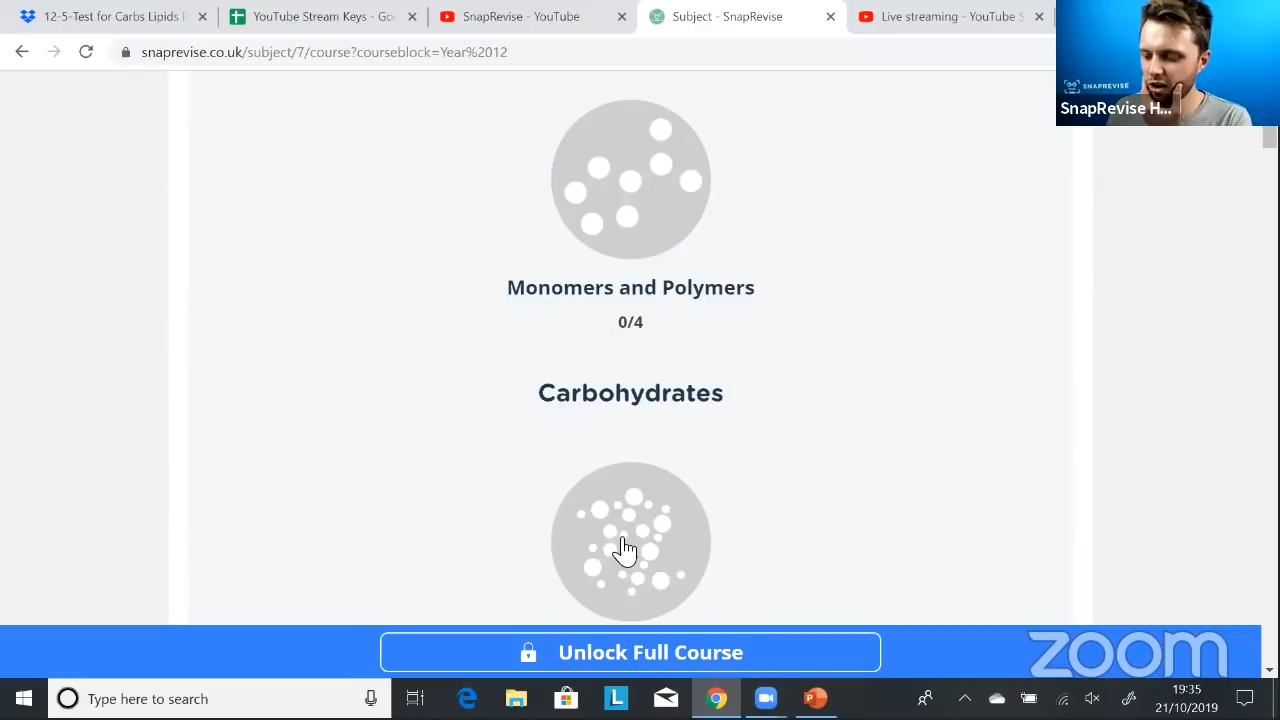 12-5-Test for Carbs Lipids P
YouTube Stream Keys - Go
SnapRevise - YouTube
Subject - SnapRevise
Live streaming - YouTube S
snaprevise.co.uk/subject/7/course?courseblock=Year%2012
SNAPREVISE
SnapRevise H...
Monomers and Polymers
0/4
Carbohydrates
Unlock Full Course
zoom
Type here to search
19:35
21/10/2019